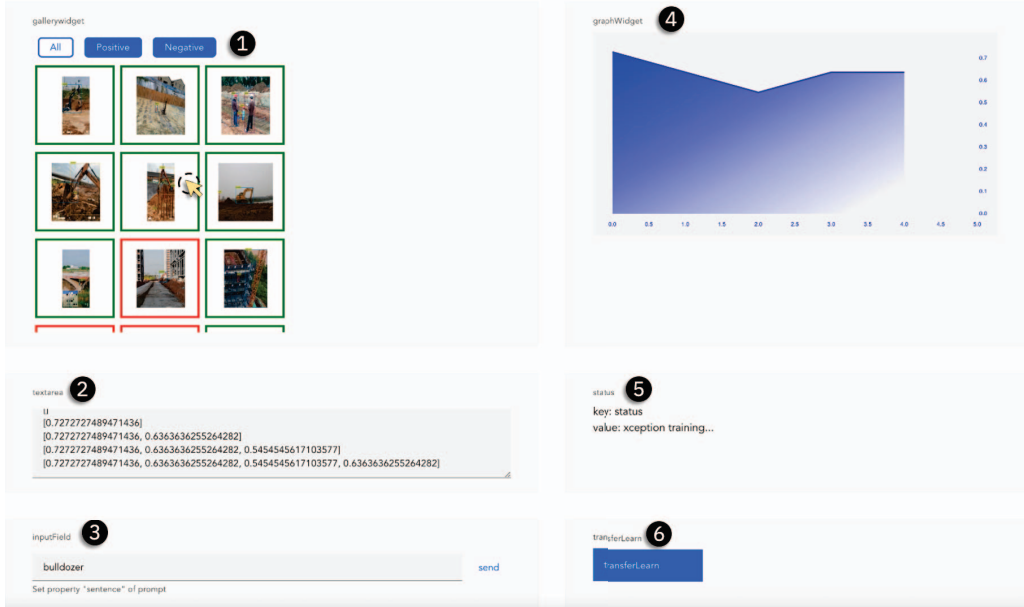 gallerywidget
All Positive Negative 1
textarea 2
[]
[0.7272727489471436]
[0.7272727489471436, 0.6363636255264282]
[0.7272727489471436, 0.6363636255264282, 0.5454545617103577]
[0.7272727489471436, 0.6363636255264282, 0.5454545617103577, 0.6363636255264282]
inputField 3
bulldozer send
Set property "sentence" of prompt
graphWidget 4
0.7
0.6
0.5
0.4
0.3
0.2
0.1
0.0
0.0 0.5 1.0 1.5 2.0 2.5 3.0 3.5 4.0 4.5 5.0
status 5
key: status
value: xception training...
transferLearn 6
transferLearn